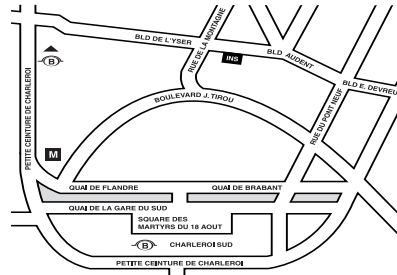 BLD DE L'YSER
RUE DE LA MONTAGNE
INS
BLD AUDENT
B
BLD E. DEVREU
BOULEVARD J. TIROU
RUE DU PONT NEUF
PETITE CEINTURE DE CHARLEROI
M
QUAI DE FLANDRE
QUAI DE BRABANT
QUAI DE LA GARE DU SUD
SQUARE DES
MARTYRS DU 18 AOUT
B
CHARLEROI SUD
PETITE CEINTURE DE CHARLEROI